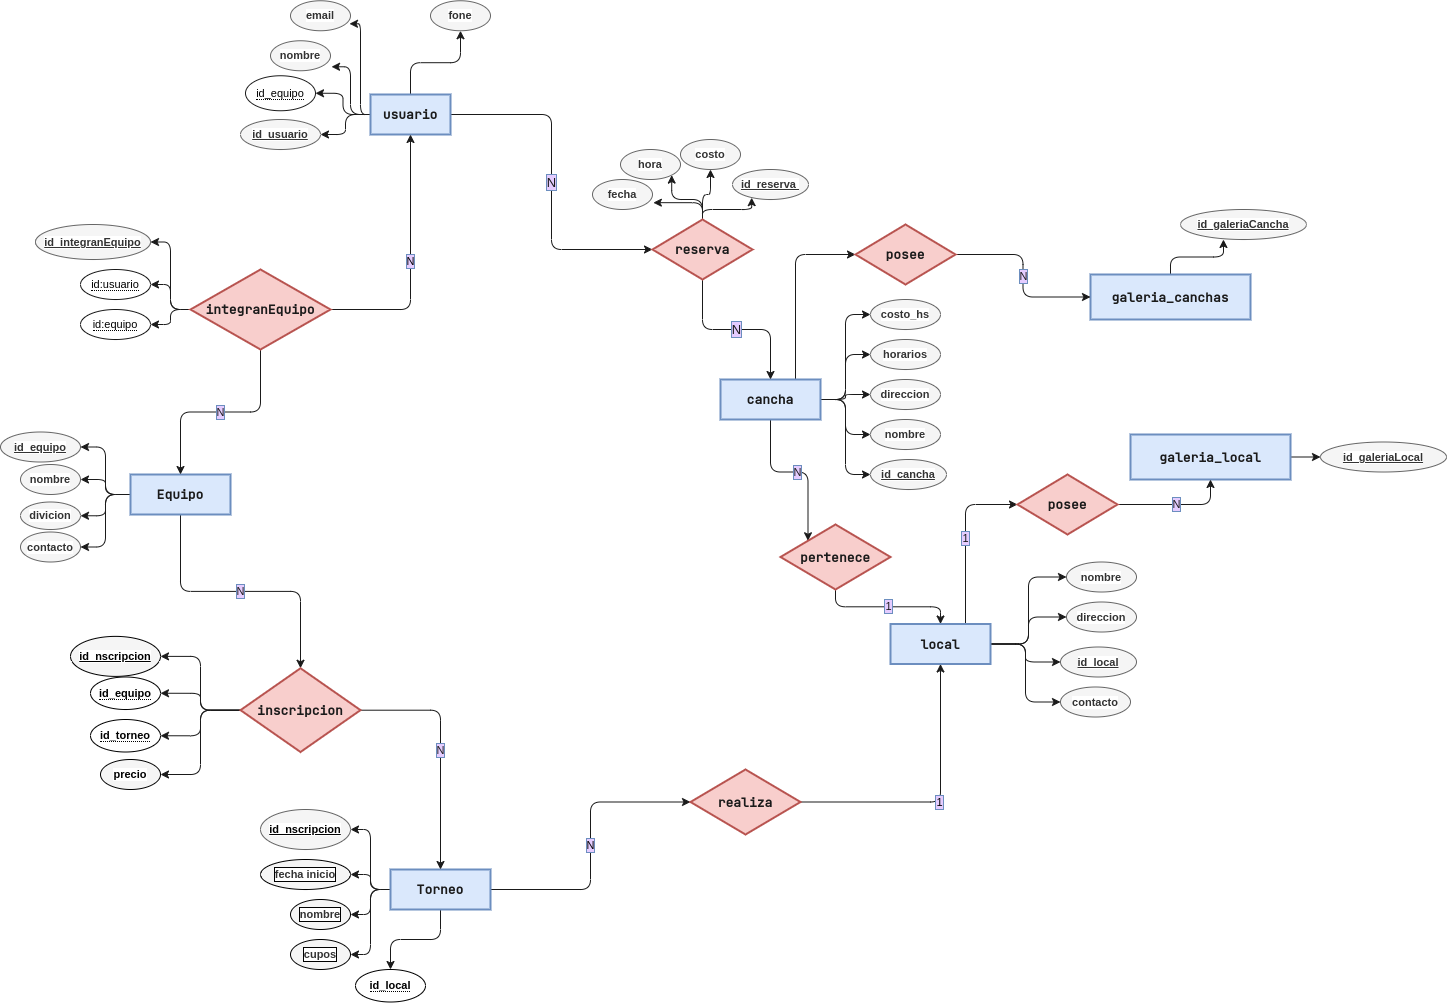 email
fone
nombre
id_equipo
usuario
id_usuario
hora
costo
id_reserva
fecha
N
reserva
id_galeriaCancha
id_integranEquipo
id:usuario
id:equipo
integranEquipo
N
posee
N
galeria_canchas
costo_hs
N
horarios
direccion
cancha
nombre
id_cancha
N
N
id_equipo
nombre
divicion
contacto
Equipo
galeria_local
id_galeriaLocal
posee
N
1
pertenece
nombre
direccion
1
local
id_local
contacto
N
id_nscripcion
id_equipo
id_torneo
precio
inscripcion
N
realiza
1
N
id_nscripcion
fecha inicio
nombre
cupos
Torneo
id_local